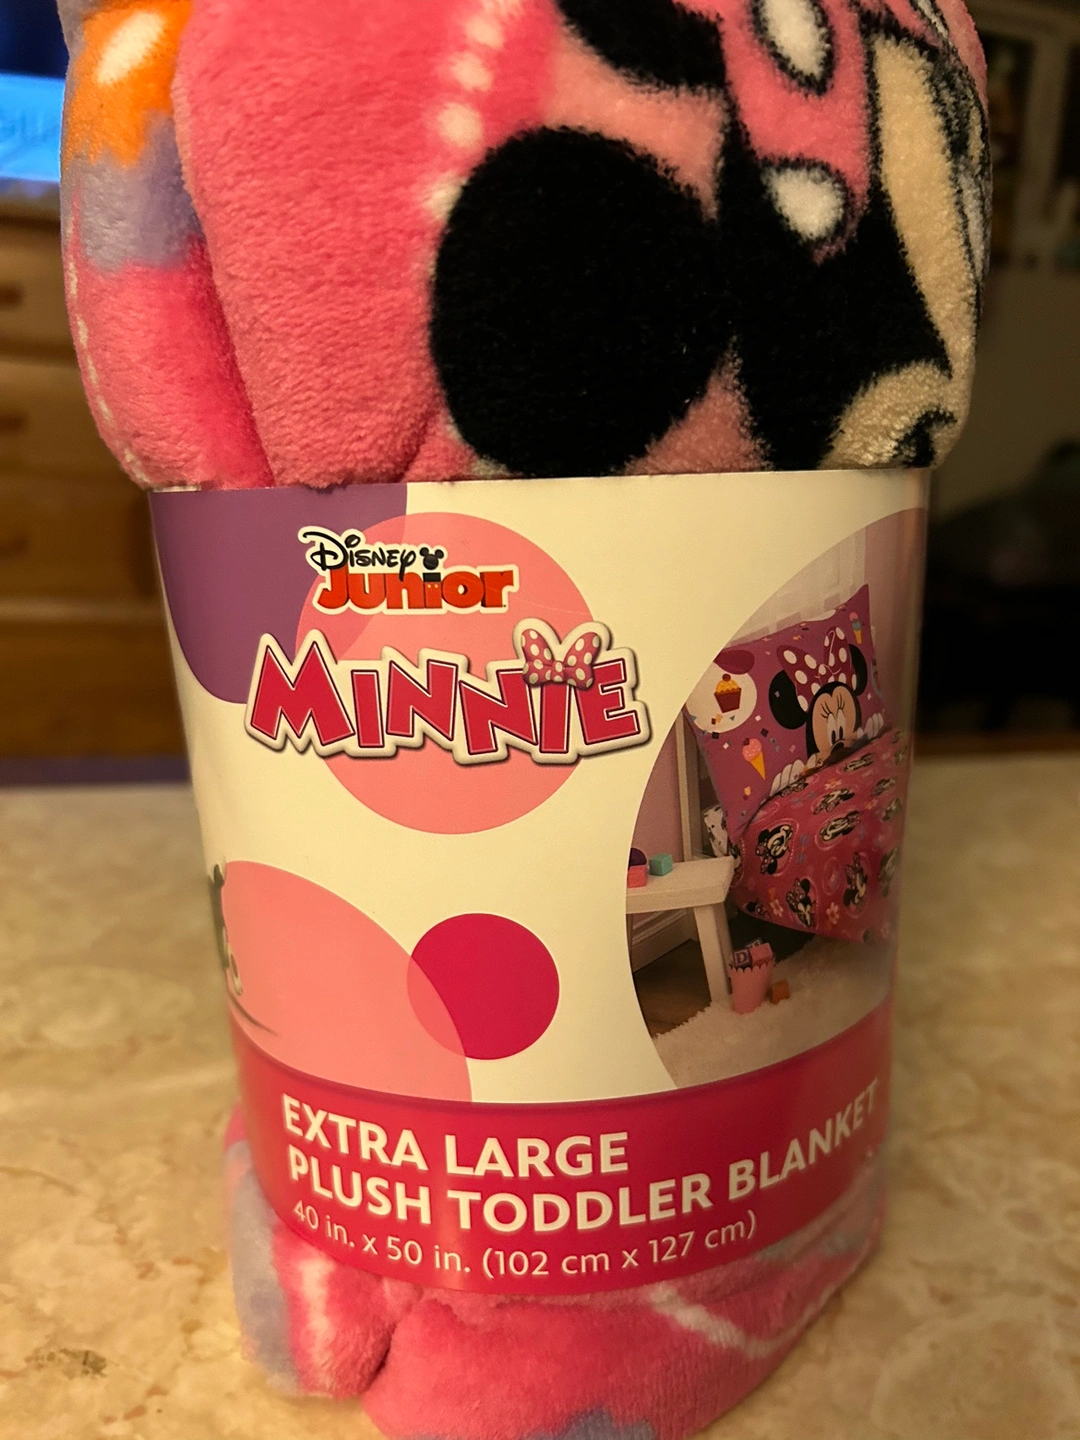 Disney
Junior
MINNIE
EXTRA LARGE
PLUSH TODDLER BLANKET
40 in. x 50 in. (102 cm x 127 cm)